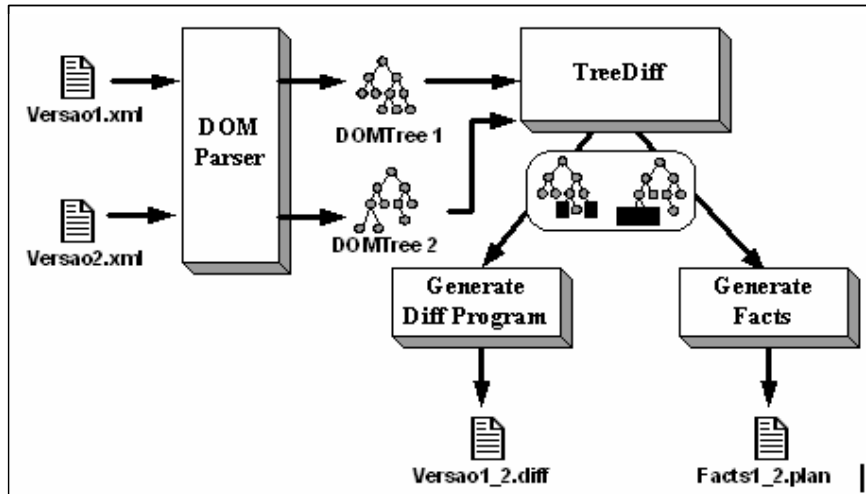 Versao1.xml
DOM
Parser
DOMTree 1
TreeDiff
Versao2.xml
DOMTree 2
Generate
Diff Program
Generate
Facts
Versao1_2.diff
Facts1_2.plan